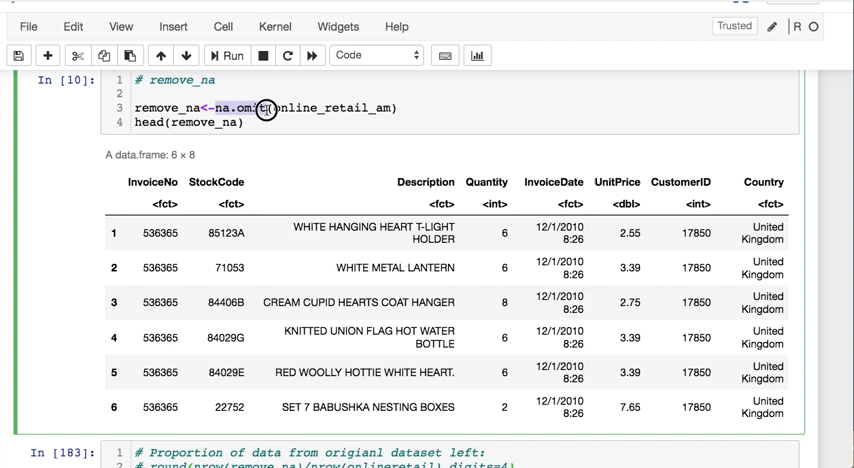 File Edit View Insert Cell Kernel Widgets Help Trusted R
Run Code
In [10]: 1 # remove_na
2
3 remove_na<-na.omit(online_retail_am)
4 head(remove_na)
A data.frame: 6 × 8
InvoiceNo StockCode Description Quantity InvoiceDate UnitPrice CustomerID Country
<fct> <fct> <fct> <int> <fct> <dbl> <int> <fct>
1 536365 85123A WHITE HANGING HEART T-LIGHT HOLDER 6 12/1/2010 8:26 2.55 17850 United Kingdom
2 536365 71053 WHITE METAL LANTERN 6 12/1/2010 8:26 3.39 17850 United Kingdom
3 536365 84406B CREAM CUPID HEARTS COAT HANGER 8 12/1/2010 8:26 2.75 17850 United Kingdom
4 536365 84029G KNITTED UNION FLAG HOT WATER BOTTLE 6 12/1/2010 8:26 3.39 17850 United Kingdom
5 536365 84029E RED WOOLLY HOTTIE WHITE HEART. 6 12/1/2010 8:26 3.39 17850 United Kingdom
6 536365 22752 SET 7 BABUSHKA NESTING BOXES 2 12/1/2010 8:26 7.65 17850 United Kingdom
In [183]: 1 # Proportion of data from origianl dataset left:
2 # round(nrow(remove_na)/nrow(onlineretail),digits=4)